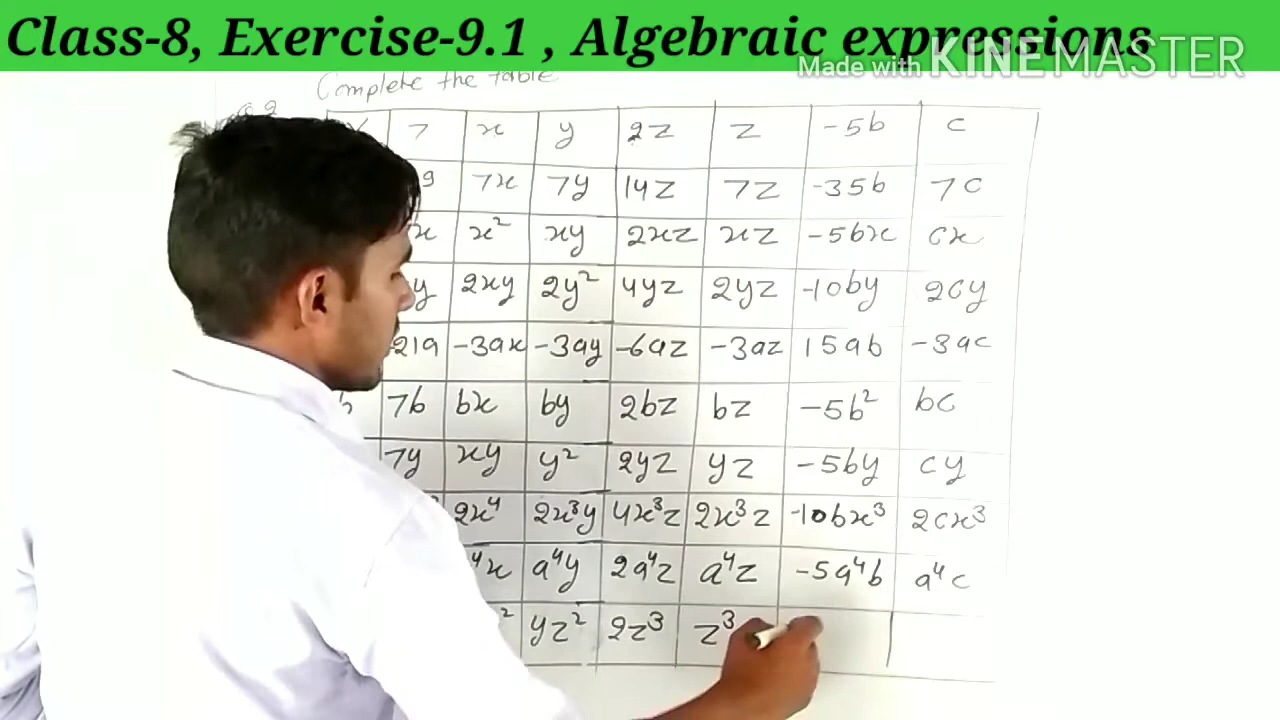 Class-8, Exercise-9.1 , Algebraic expressions
Made with KINEMASTER
Complete the table
7 x y 2z z -5b c
7x 7y 14z 7z -35b 7c
x x² xy 2xz xz -5bx cx
y 2xy 2y² 4yz 2yz -10by 2cy
-21a -3ax -3ay -6az -3az 15ab -3ac
b 7b bx by 2bz bz -5b² bc
7y xy y² 2yz yz -5by cy
2x⁴ 2x³y 4x³z 2x³z -10bx³ 2cx³
⁴x a⁴y 2a⁴z a⁴z -5a⁴b a⁴c
² yz² 2z³ z³